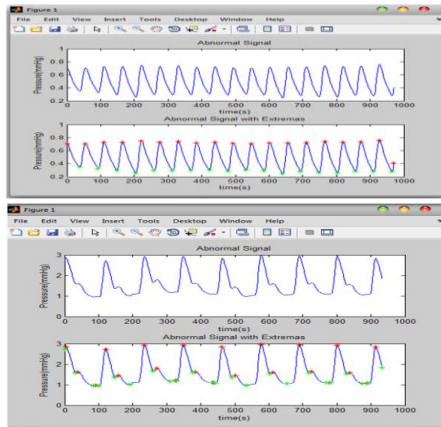 Figure 1
File Edit View Insert Tools Desktop Window Help
Abnormal Signal
Pressure(mmHg)
1
0.8
0.6
0.4
0.2
0 100 200 300 400 500 600 700 800 900 1000
time(s)
Abnormal Signal with Extremas
Pressure(mmHg)
1
0.8
0.6
0.4
0.2
0 100 200 300 400 500 600 700 800 900 1000
time(s)
Figure 1
File Edit View Insert Tools Desktop Window Help
Abnormal Signal
Pressure(mmHg)
3
2
1
0
0 100 200 300 400 500 600 700 800 900 1000
time(s)
Abnormal Signal with Extremas
Pressure(mmHg)
3
2
1
0
0 100 200 300 400 500 600 700 800 900 1000
time(s)